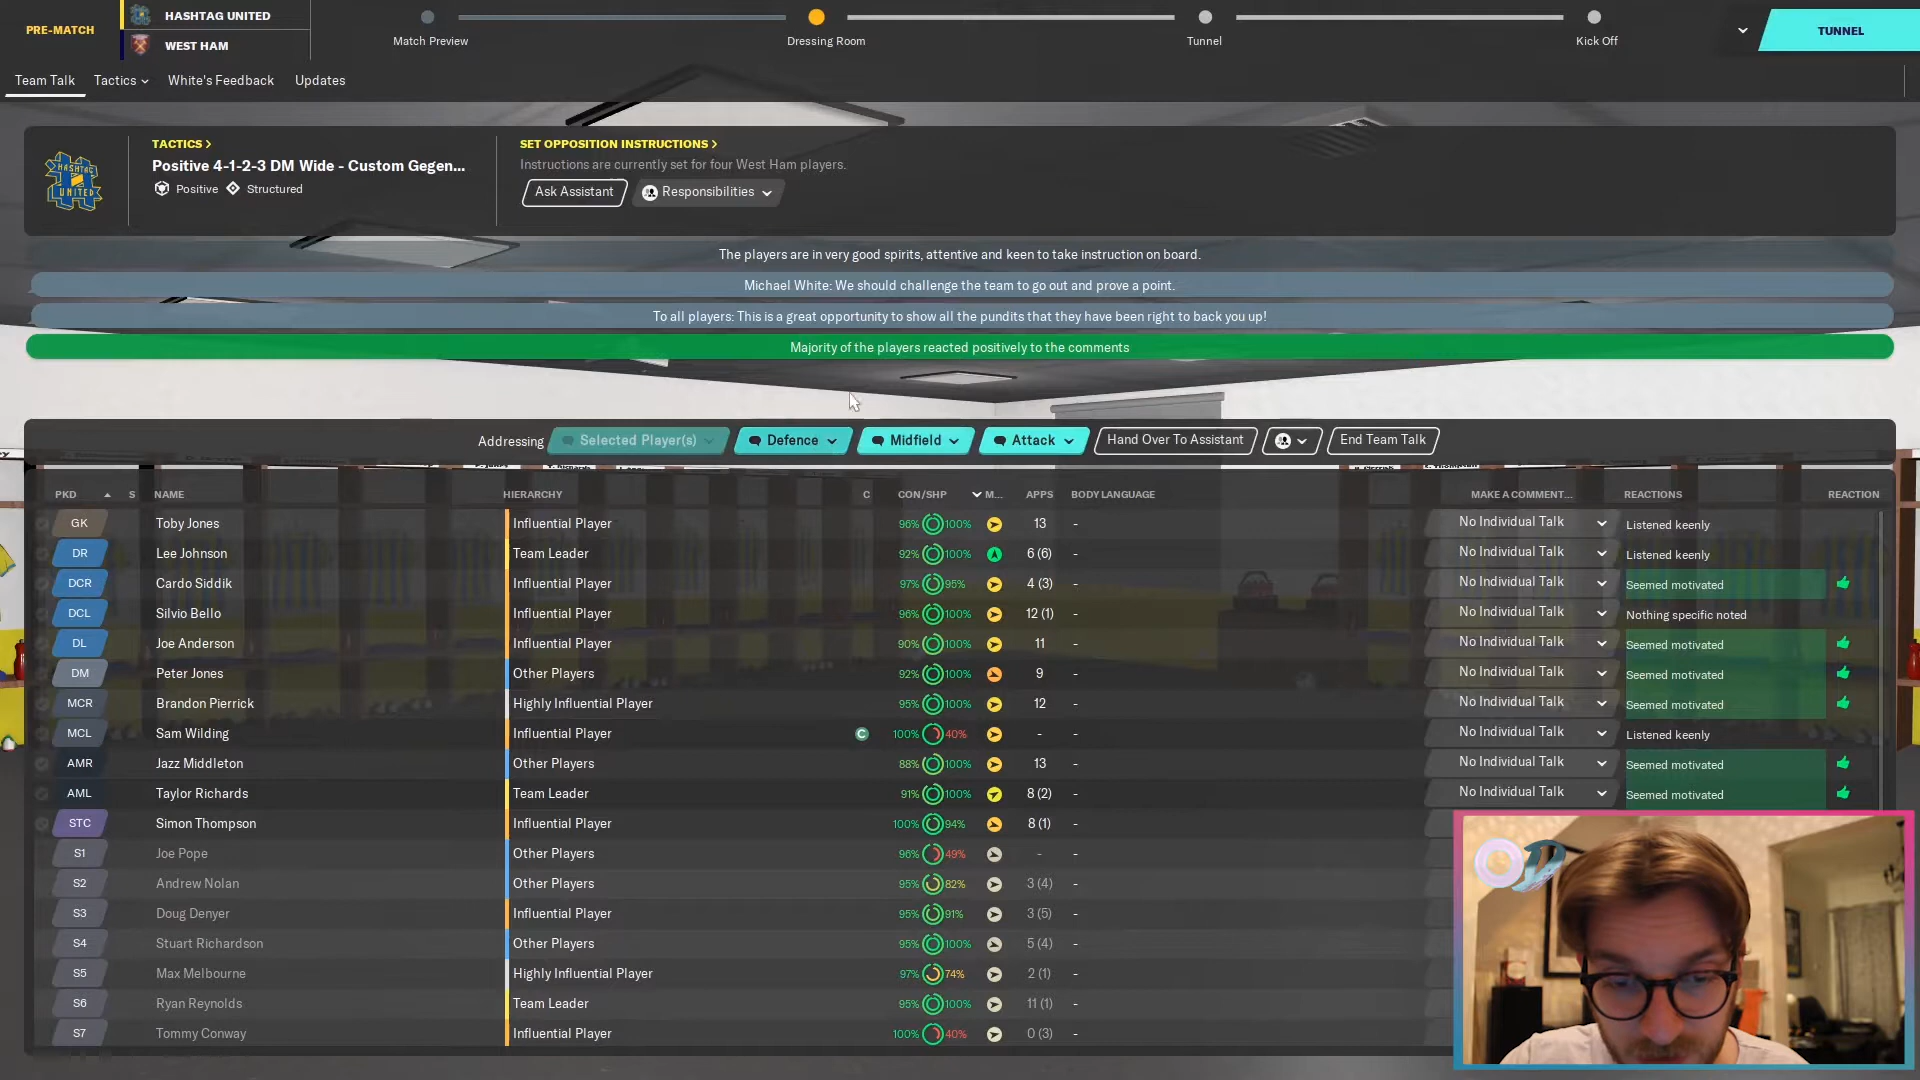 PRE-MATCH
HASHTAG UNITED
WEST HAM
Match Preview
Dressing Room
Tunnel
Kick Off
TUNNEL
Team Talk Tactics White's Feedback Updates
HASHTAG
UNITED
TACTICS >
Positive 4-1-2-3 DM Wide - Custom Gegen...
Positive Structured
SET OPPOSITION INSTRUCTIONS >
Instructions are currently set for four West Ham players.
Ask Assistant Responsibilities
The players are in very good spirits, attentive and keen to take instruction on board.
Michael White: We should challenge the team to go out and prove a point.
To all players: This is a great opportunity to show all the pundits that they have been right to back you up!
Majority of the players reacted positively to the comments
Addressing Selected Player(s) Defence Midfield Attack Hand Over To Assistant End Team Talk
PKD S NAME HIERARCHY C CON/SHP M... APPS BODY LANGUAGE MAKE A COMMENT... REACTIONS REACTION
GK Toby Jones Influential Player 96% 100% 13 - No Individual Talk Listened keenly
DR Lee Johnson Team Leader 92% 100% 6 (6) - No Individual Talk Listened keenly
DCR Cardo Siddik Influential Player 97% 95% 4 (3) - No Individual Talk Seemed motivated
DCL Silvio Bello Influential Player 96% 100% 12 (1) - No Individual Talk Nothing specific noted
DL Joe Anderson Influential Player 90% 100% 11 - No Individual Talk Seemed motivated
DM Peter Jones Other Players 92% 100% 9 - No Individual Talk Seemed motivated
MCR Brandon Pierrick Highly Influential Player 95% 100% 12 - No Individual Talk Seemed motivated
MCL Sam Wilding Influential Player C 100% 40% - - No Individual Talk Listened keenly
AMR Jazz Middleton Other Players 88% 100% 13 - No Individual Talk Seemed motivated
AML Taylor Richards Team Leader 91% 100% 8 (2) - No Individual Talk Seemed motivated
STC Simon Thompson Influential Player 100% 94% 8 (1) -
S1 Joe Pope Other Players 96% 49% - -
S2 Andrew Nolan Other Players 95% 82% 3 (4) -
S3 Doug Denyer Influential Player 95% 91% 3 (5) -
S4 Stuart Richardson Other Players 95% 100% 5 (4) -
S5 Max Melbourne Highly Influential Player 97% 74% 2 (1) -
S6 Ryan Reynolds Team Leader 95% 100% 11 (1) -
S7 Tommy Conway Influential Player 100% 40% 0 (3) -